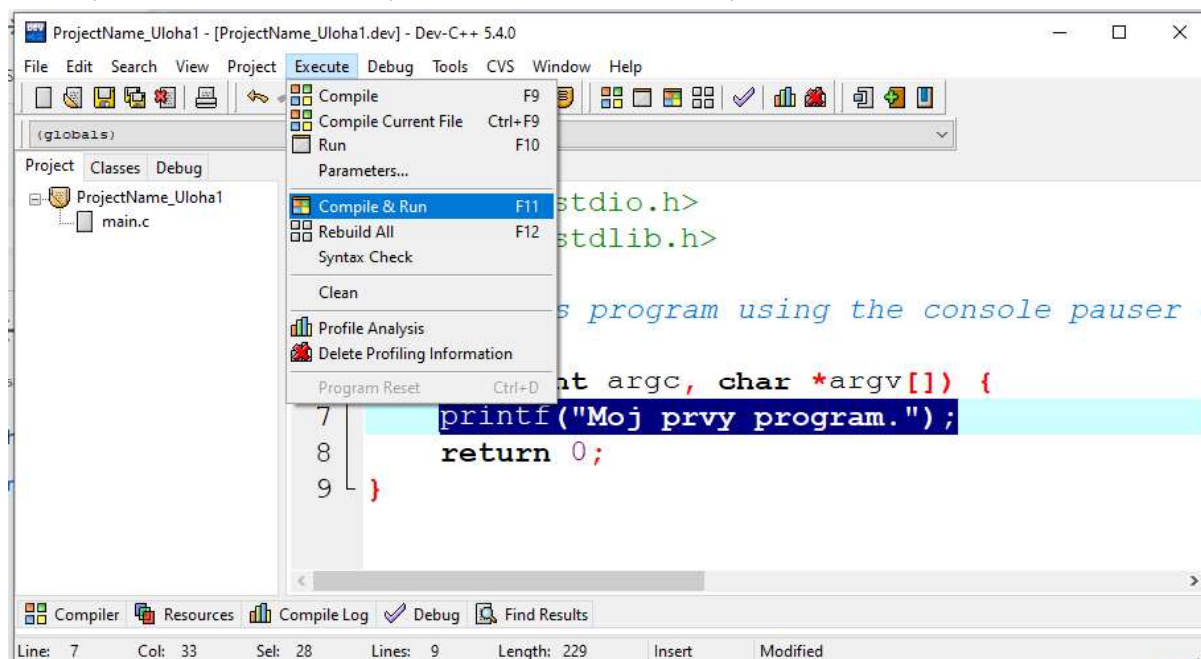 ProjectName_Uloha1 - [ProjectName_Uloha1.dev] - Dev-C++ 5.4.0
File Edit Search View Project Execute Debug Tools CVS Window Help
(globals)
Project Classes Debug
ProjectName_Uloha1
main.c
Compile F9
Compile Current File Ctrl+F9
Run F10
Parameters...
Compile & Run F11
Rebuild All F12
Syntax Check
Clean
Profile Analysis
Delete Profiling Information
Program Reset Ctrl+D
stdio.h>
stdlib.h>
program using the console pauser
argc, char *argv[]) {
7 printf("Moj prvy program.");
8 return 0;
9 }
Compiler Resources Compile Log Debug Find Results
Line: 7 Col: 33 Sel: 28 Lines: 9 Length: 229 Insert Modified